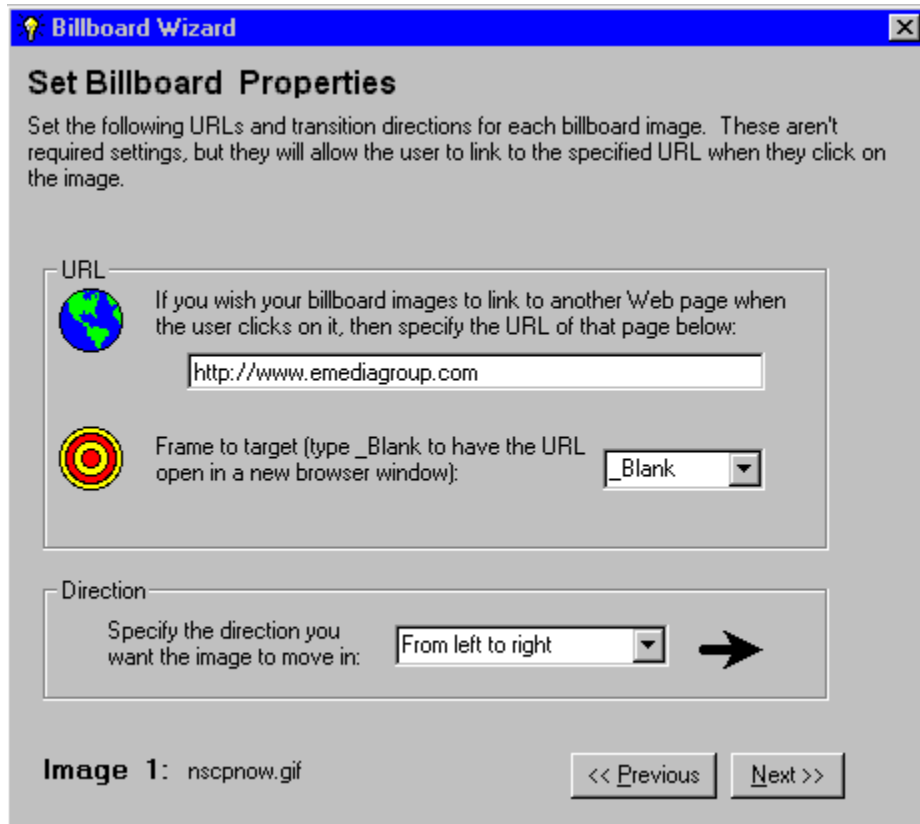 Billboard Wizard
Set Billboard Properties
Set the following URLs and transition directions for each billboard image. These aren't
required settings, but they will allow the user to link to the specified URL when they click on
the image.
URL
If you wish your billboard images to link to another Web page when
the user clicks on it, then specify the URL of that page below:
http://www.emediagroup.com
Frame to target (type _Blank to have the URL
open in a new browser window):
_Blank
Direction
Specify the direction you
want the image to move in:
From left to right
Image 1: nscpnow.gif
<< Previous
Next >>